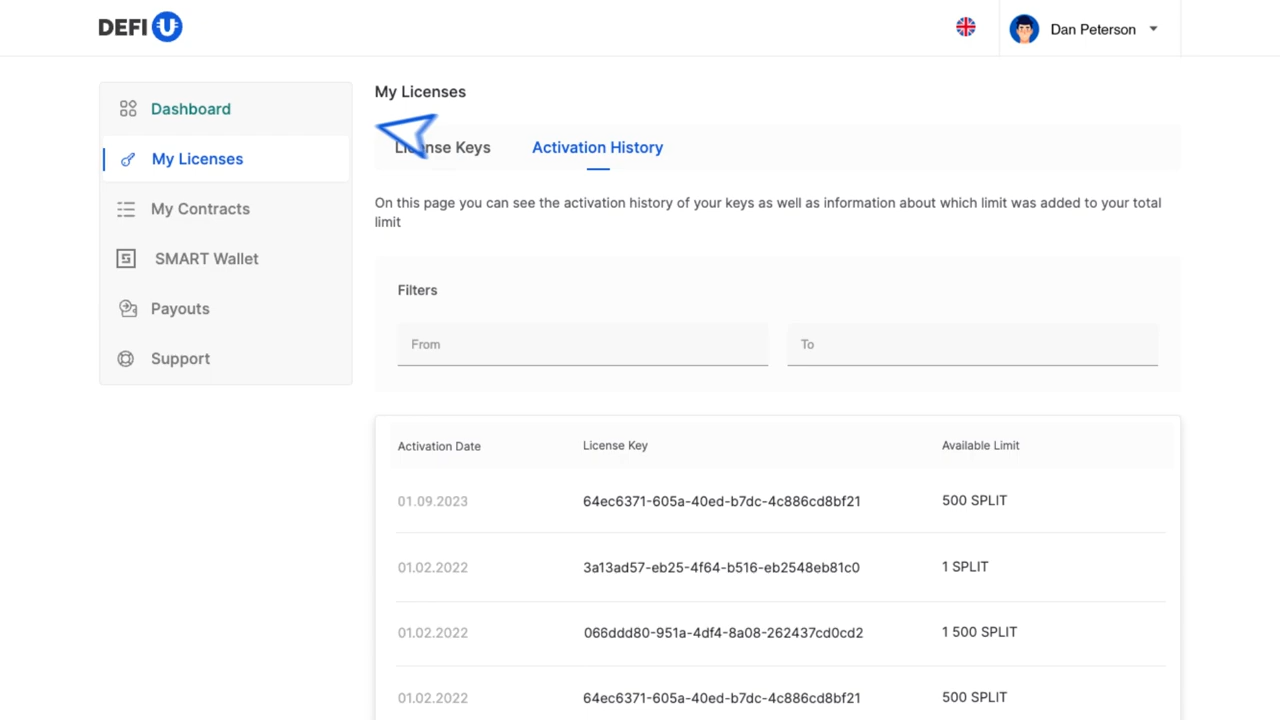 DEFI U
Dan Peterson
Dashboard
My Licenses
My Contracts
SMART Wallet
Payouts
Support
My Licenses
License Keys
Activation History
On this page you can see the activation history of your keys as well as information about which limit was added to your total
limit
Filters
From
To
Activation Date License Key Available Limit
01.09.2023 64ec6371-605a-40ed-b7dc-4c886cd8bf21 500 SPLIT
01.02.2022 3a13ad57-eb25-4f64-b516-eb2548eb81c0 1 SPLIT
01.02.2022 066ddd80-951a-4df4-8a08-262437cd0cd2 1 500 SPLIT
01.02.2022 64ec6371-605a-40ed-b7dc-4c886cd8bf21 500 SPLIT